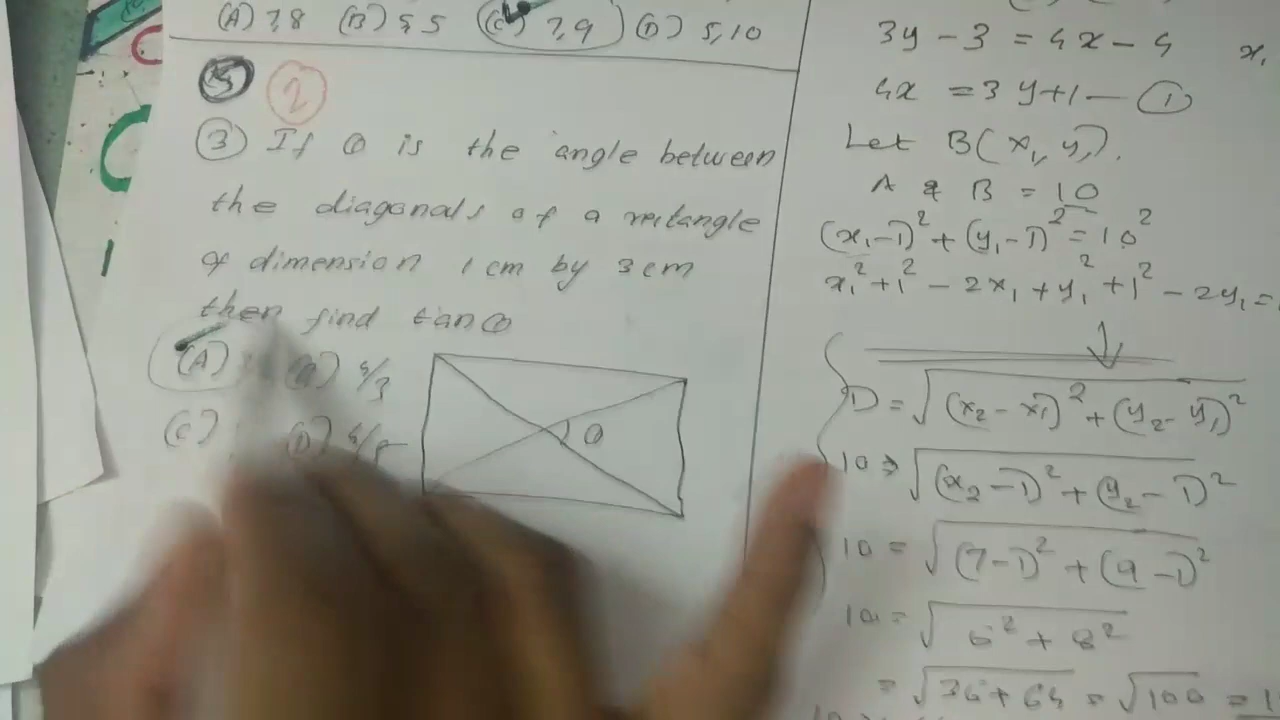 (A) 7,8 (B) 5,5 (C) 7,9 (D) 5,10
5 2
3 If θ is the angle between
the diagonals of a rectangle
of dimension 1 cm by 3 cm
then find tan θ
(A) (B) 4/3
(C) (D)
θ
3y - 3 = 4x - 4
4x = 3y + 1 — 1
Let B(x₁, y₁).
A & B = 10
(x₁-1)² + (y₁-1)² = 10²
x₁² + 1² - 2x₁ + y₁² + 1² - 2y₁ =
D = √(x₂ - x₁)² + (y₂ - y₁)²
10 ⇒ √(x₂ - 1)² + (y₂ - 1)²
10 = √(7-1)² + (9-1)²
10 = √6² + 8²
= √36+64 = √100 =